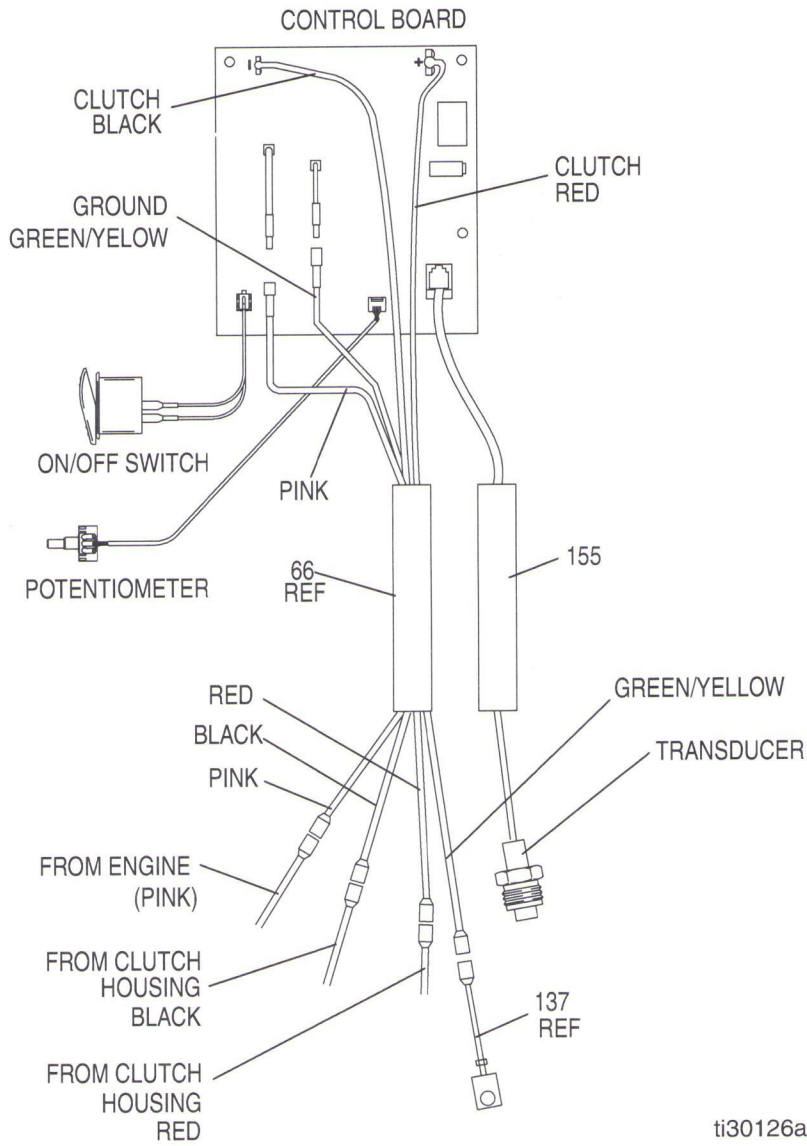 CONTROL BOARD
-
+
CLUTCH
BLACK
CLUTCH
RED
GROUND
GREEN/YELOW
ON/OFF SWITCH
PINK
POTENTIOMETER
66
REF
155
RED
BLACK
PINK
GREEN/YELLOW
TRANSDUCER
FROM ENGINE
(PINK)
FROM CLUTCH
HOUSING
BLACK
137
REF
FROM CLUTCH
HOUSING
RED
ti30126a